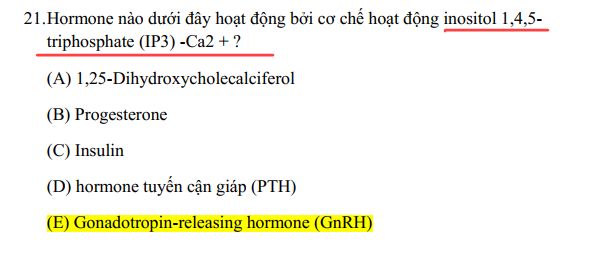 21.Hormone nào dưới đây hoạt động bởi cơ chế hoạt động inositol 1,4,5-
triphosphate (IP3) -Ca2 + ?
(A) 1,25-Dihydroxycholecalciferol
(B) Progesterone
(C) Insulin
(D) hormone tuyến cận giáp (PTH)
(E) Gonadotropin-releasing hormone (GnRH)